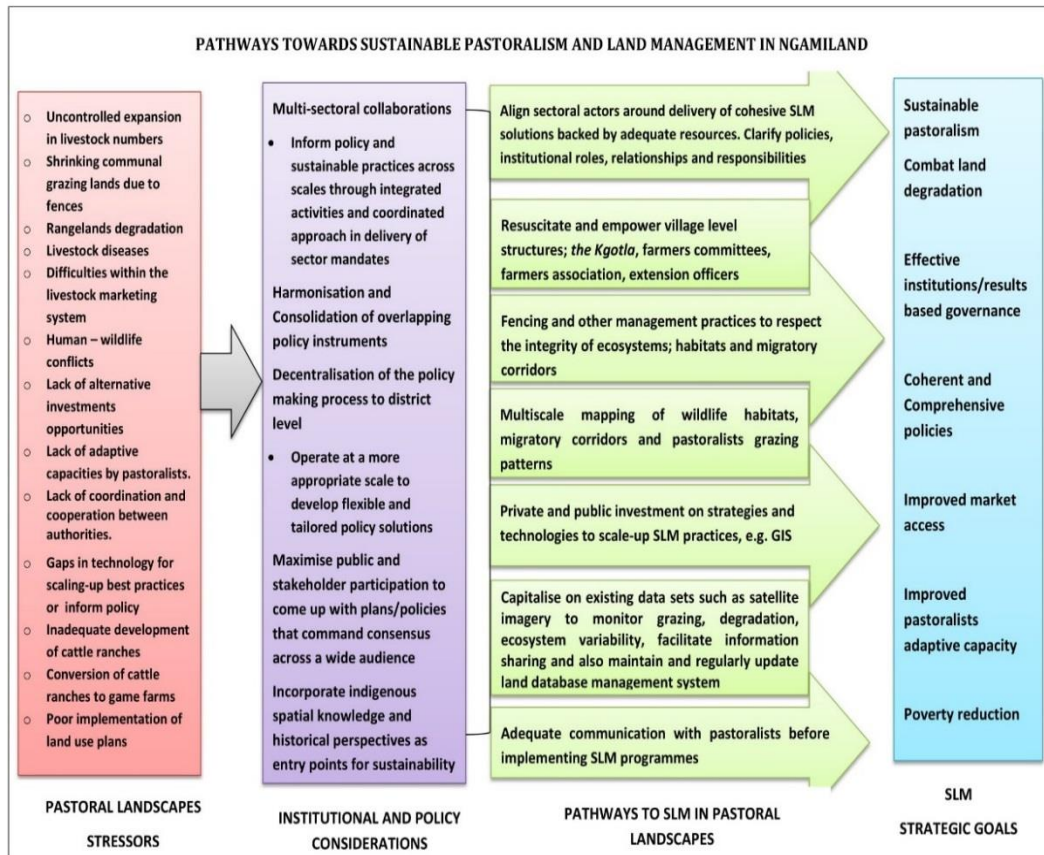 PATHWAYS TOWARDS SUSTAINABLE PASTORALISM AND LAND MANAGEMENT IN NGAMILAND
o Uncontrolled expansion
in livestock numbers
o Shrinking communal
grazing lands due to
fences
o Rangelands degradation
o Livestock diseases
o Difficulties within the
livestock marketing
system
o Human – wildlife
conflicts
o Lack of alternative
investments
opportunities
o Lack of adaptive
capacities by pastoralists.
o Lack of coordination and
cooperation between
authorities.
o Gaps in technology for
scaling-up best practices
or inform policy
o Inadequate development
of cattle ranches
o Conversion of cattle
ranches to game farms
o Poor implementation of
land use plans
PASTORAL LANDSCAPES
STRESSORS
Multi-sectoral collaborations
• Inform policy and
sustainable practices across
scales through integrated
activities and coordinated
approach in delivery of
sector mandates
Harmonisation and
Consolidation of overlapping
policy instruments
Decentralisation of the policy
making process to district
level
• Operate at a more
appropriate scale to
develop flexible and
tailored policy solutions
Maximise public and
stakeholder participation to
come up with plans/policies
that command consensus
across a wide audience
Incorporate indigenous
spatial knowledge and
historical perspectives as
entry points for sustainability
INSTITUTIONAL AND POLICY
CONSIDERATIONS
Align sectoral actors around delivery of cohesive SLM
solutions backed by adequate resources. Clarify policies,
institutional roles, relationships and responsibilities
Resuscitate and empower village level
structures; the Kgotla, farmers committees,
farmers association, extension officers
Fencing and other management practices to respect
the integrity of ecosystems; habitats and migratory
corridors
Multiscale mapping of wildlife habitats,
migratory corridors and pastoralists grazing
patterns
Private and public investment on strategies and
technologies to scale-up SLM practices, e.g. GIS
Capitalise on existing data sets such as satellite
imagery to monitor grazing, degradation,
ecosystem variability, facilitate information
sharing and also maintain and regularly update
land database management system
Adequate communication with pastoralists before
implementing SLM programmes
PATHWAYS TO SLM IN PASTORAL
LANDSCAPES
Sustainable
pastoralism
Combat land
degradation
Effective
institutions/results
based governance
Coherent and
Comprehensive
policies
Improved market
access
Improved
pastoralists
adaptive capacity
Poverty reduction
SLM
STRATEGIC GOALS